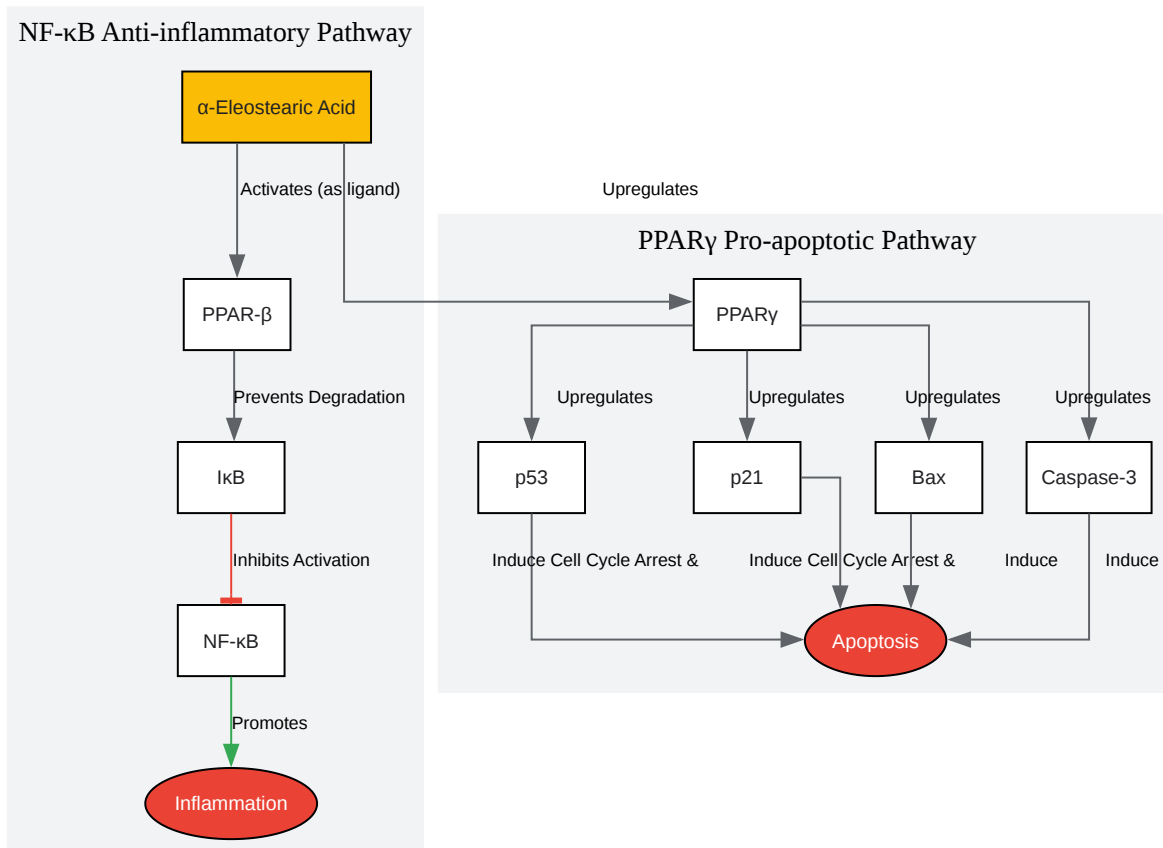 NF-κB Anti-inflammatory Pathway
α-Eleostearic Acid
Activates (as ligand)
Upregulates
PPARγ Pro-apoptotic Pathway
PPAR-β
PPARγ
Prevents Degradation
Upregulates
Upregulates
Upregulates
Upregulates
IκB
p53
p21
Bax
Caspase-3
Inhibits Activation
Induce Cell Cycle Arrest &
Induce Cell Cycle Arrest &
Induce
Induce
NF-κB
Apoptosis
Promotes
Inflammation